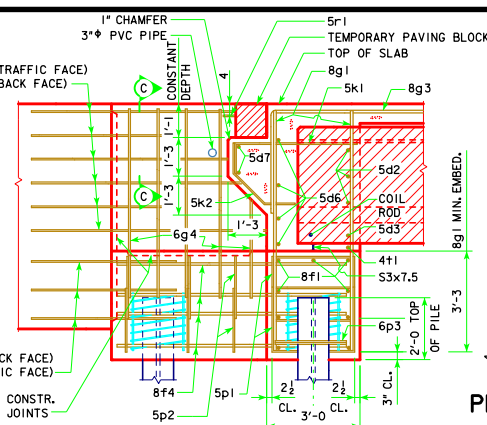 1" CHAMFER
3"φ PVC PIPE
5r1
TEMPORARY PAVING BLOCK
TOP OF SLAB
8g1
5k1
8g3
TRAFFIC FACE)
BACK FACE)
C
CONSTANT
DEPTH
4
1'-1
1'-3
1'-3
C
5d7
5d2
5k2
5d6
COIL
ROD
1'-3
5d3
6g4
4t1
8f1
S3x7.5
8g1 MIN. EMBED.
3'-3
6p3
2'-0 TOP
OF PILE
CK FACE)
IC FACE)
CONSTR.
JOINTS
8f4
5p2
5p1
2½
CL.
2½
CL.
3'-0
3" CL.